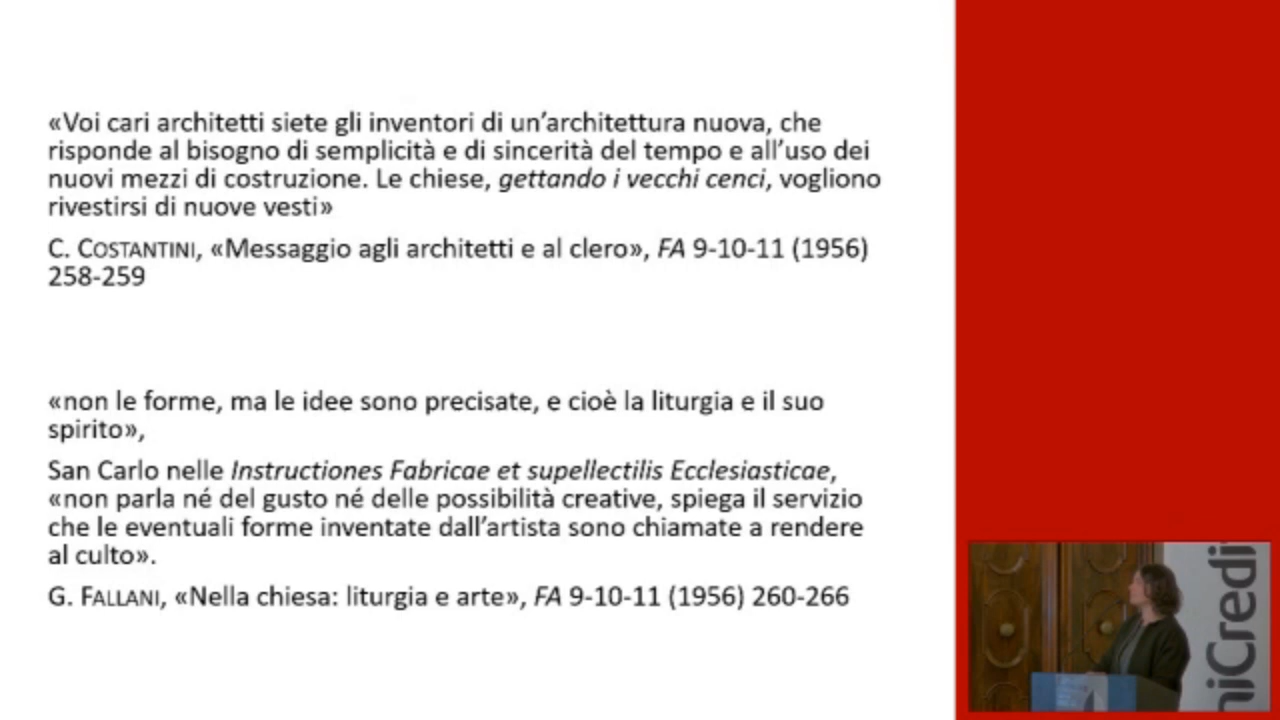 «Voi cari architetti siete gli inventori di un’architettura nuova, che
risponde al bisogno di semplicità e di sincerità del tempo e all’uso dei
nuovi mezzi di costruzione. Le chiese, gettando i vecchi cenci, vogliono
rivestirsi di nuove vesti»
C. COSTANTINI, «Messaggio agli architetti e al clero», FA 9-10-11 (1956)
258-259
«non le forme, ma le idee sono precisate, e cioè la liturgia e il suo
spirito»,
San Carlo nelle Instructiones Fabricae et supellectilis Ecclesiasticae,
«non parla né del gusto né delle possibilità creative, spiega il servizio
che le eventuali forme inventate dall’artista sono chiamate a rendere
al culto».
G. FALLANI, «Nella chiesa: liturgia e arte», FA 9-10-11 (1956) 260-266
niCredi